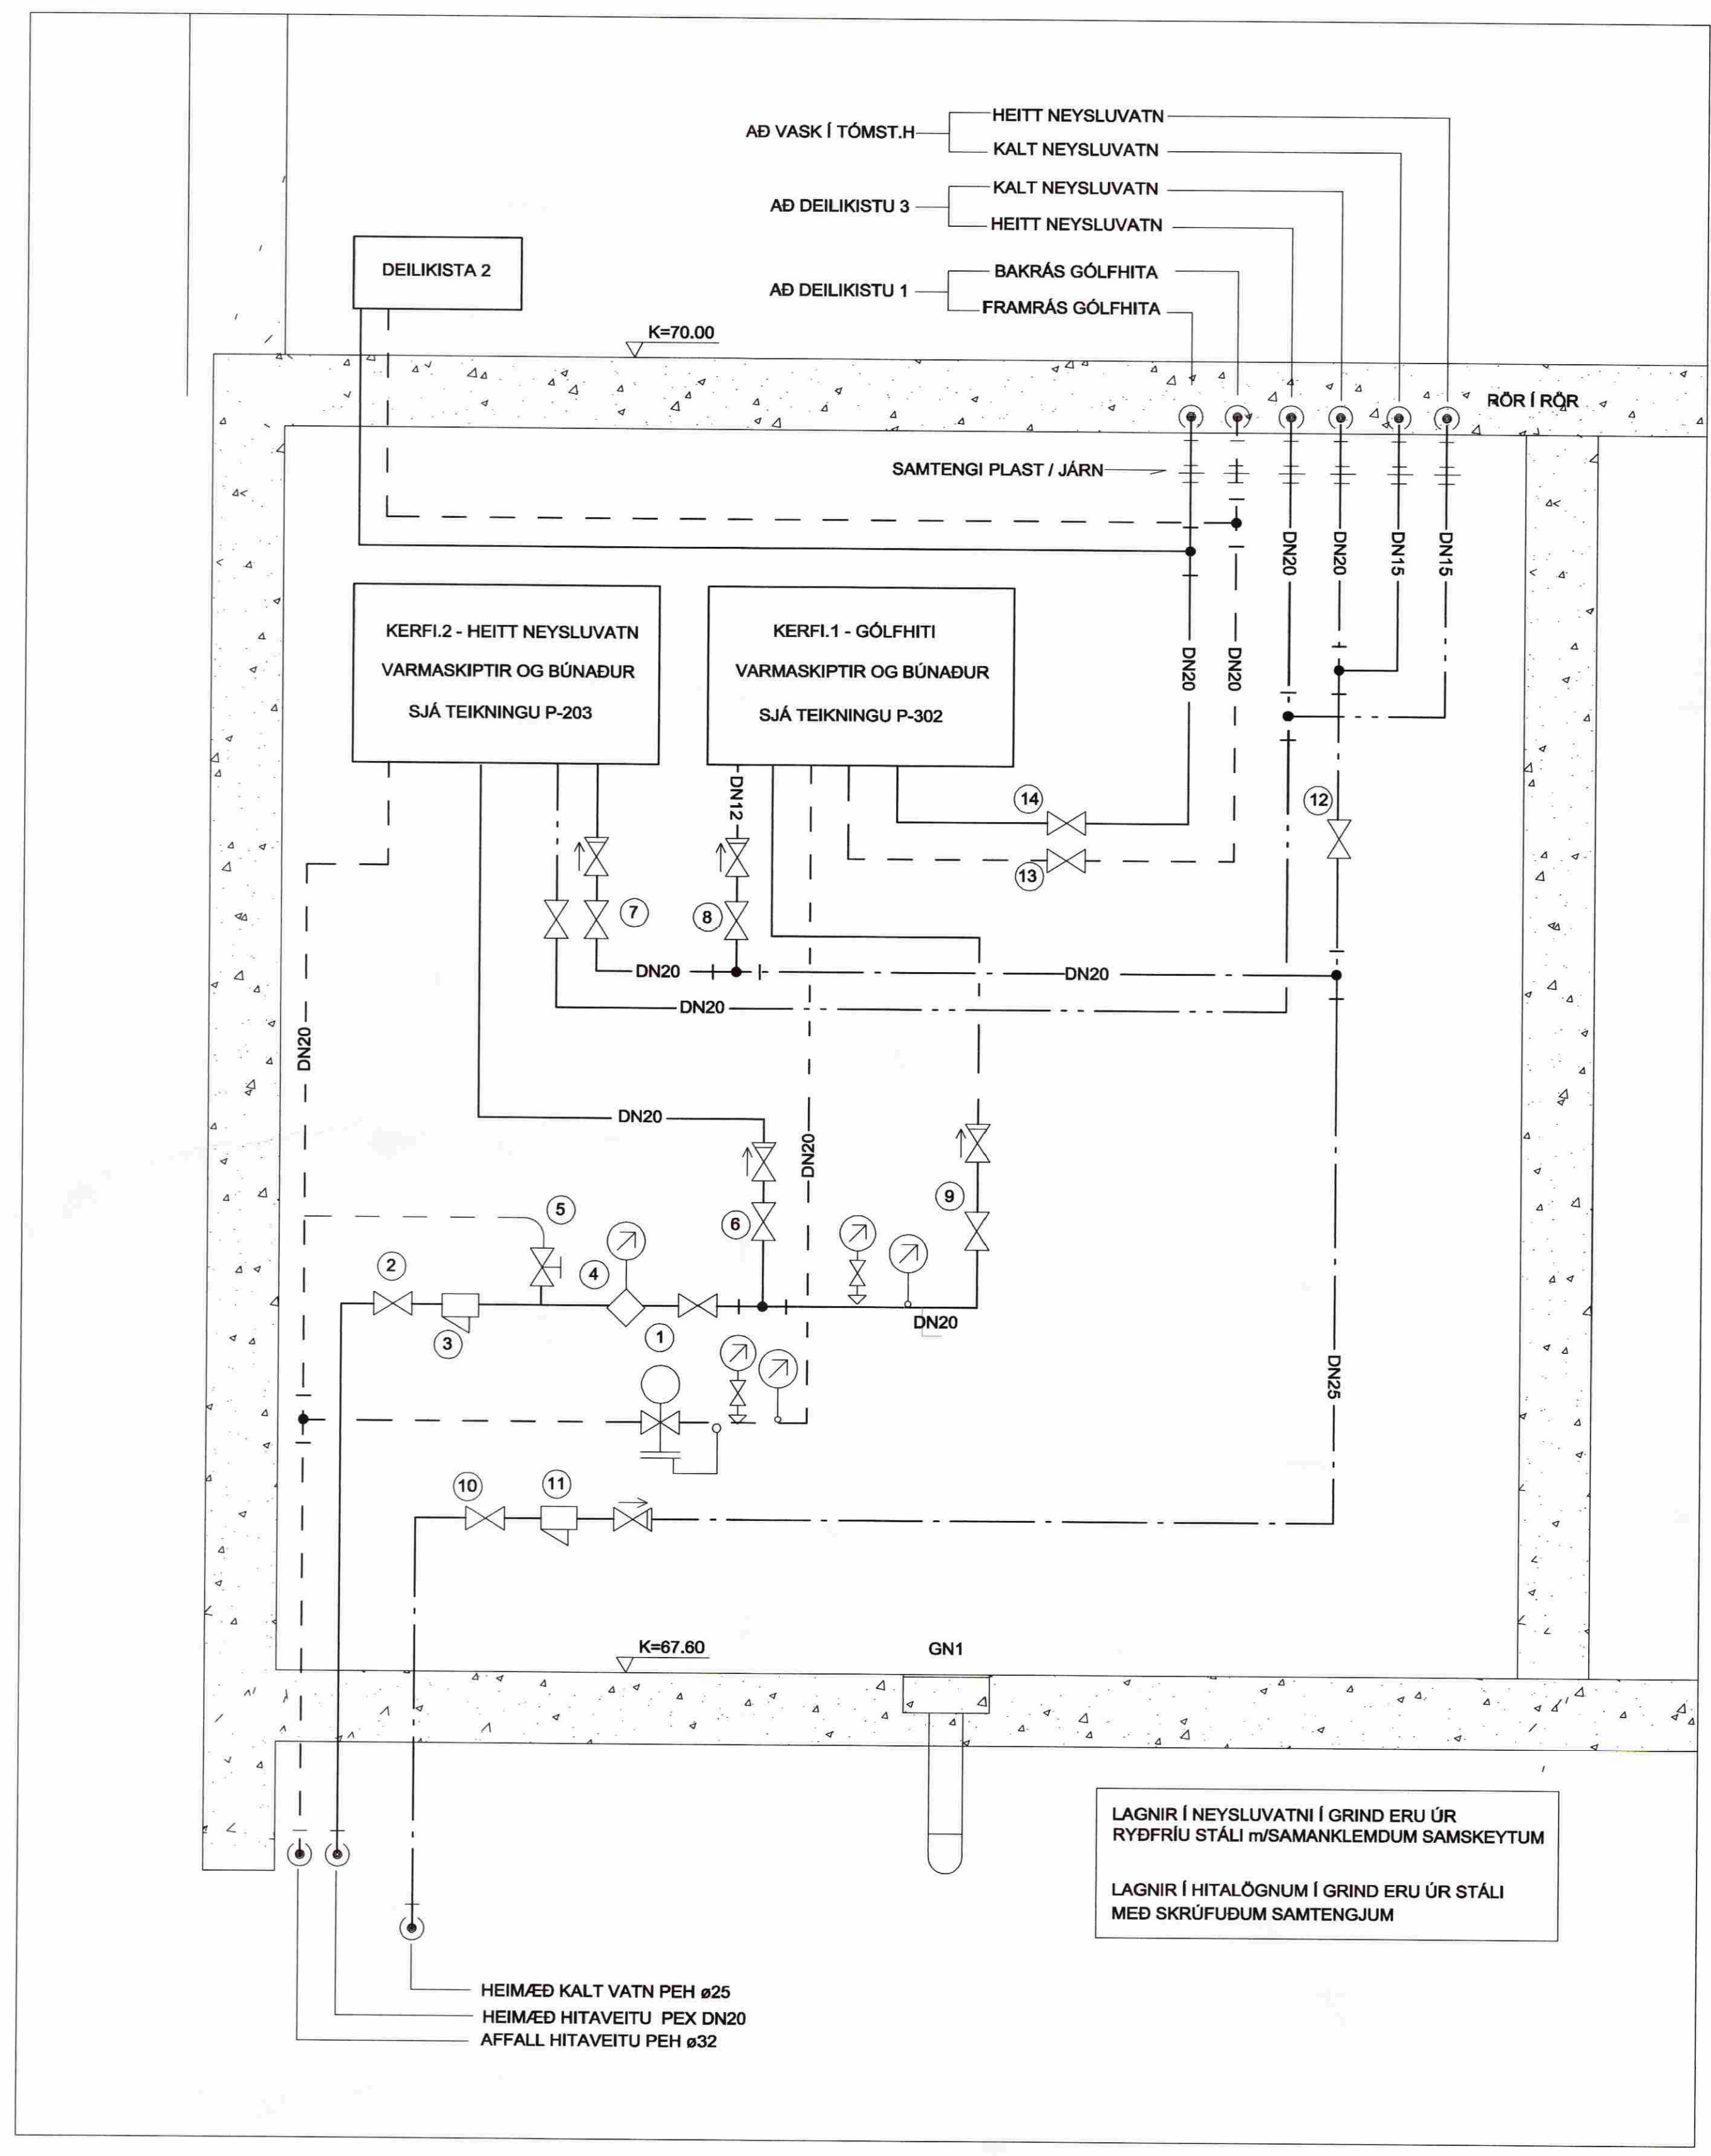 AÐ VASK Í TÓMST.H
HEITT NEYSLUVATN
KALT NEYSLUVATN
AÐ DEILIKISTU 3
KALT NEYSLUVATN
HEITT NEYSLUVATN
AÐ DEILIKISTU 1
BAKRÁS GÓLFHITA
FRAMRÁS GÓLFHITA
DEILIKISTA 2
K=70.00
RÖR Í RÖR
SAMTENGI PLAST / JÁRN
DN20
DN20
DN15
DN15
KERFI.2 - HEITT NEYSLUVATN
VARMASKIPTIR OG BÚNAÐUR
SJÁ TEIKNINGU P-203
KERFI.1 - GÓLFHITI
VARMASKIPTIR OG BÚNAÐUR
SJÁ TEIKNINGU P-302
DN20
DN20
DN12
14
12
13
7
8
DN20
DN20
DN20
DN20
DN20
DN20
9
5
6
2
4
3
1
DN20
DN25
10
11
K=67.60
GN1
LAGNIR Í NEYSLUVATNI Í GRIND ERU ÚR
RYÐFRÍU STÁLI m/SAMANKLEMDUM SAMSKEYTUM
LAGNIR Í HITALÖGNUM Í GRIND ERU ÚR STÁLI
MEÐ SKRÚFUÐUM SAMTENGJUM
HEIMÆÐ KALT VATN PEH ø25
HEIMÆÐ HITAVEITU PEX DN20
AFFALL HITAVEITU PEH ø32